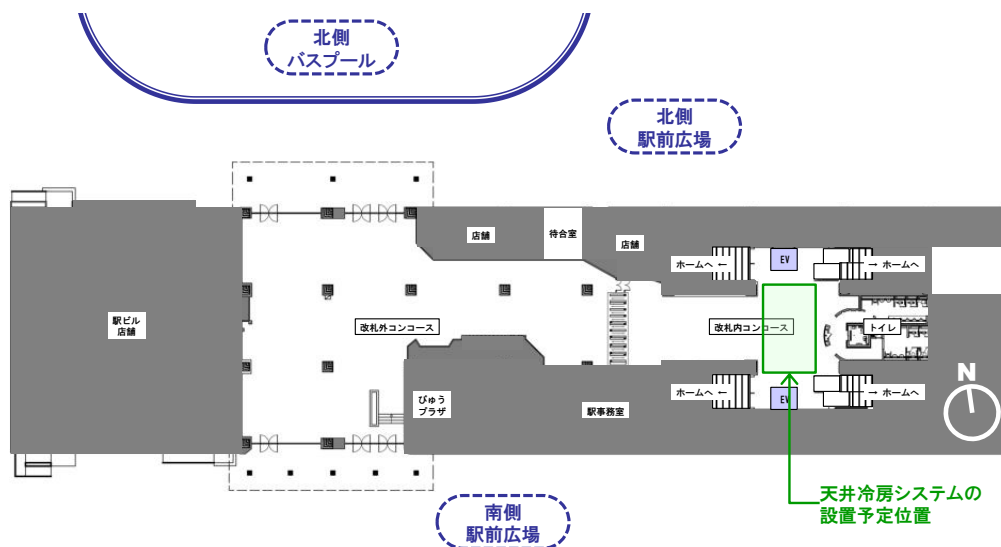 北側
バスプール
北側
駅前広場
店舗
待合室
店舗
ホームへ ←
EV
→ ホームへ
駅ビル
店舗
改札外コンコース
改札内コンコース
トイレ
びゅう
プラザ
駅事務室
ホームへ ←
EV
→ ホームへ
N
天井冷房システムの
設置予定位置
南側
駅前広場